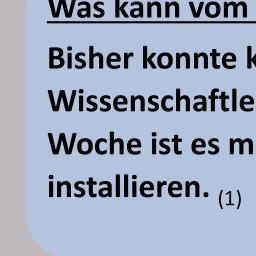 Was kann vom
Bisher konnte k
Wissenschaftle
Woche ist es m
installieren. (1)